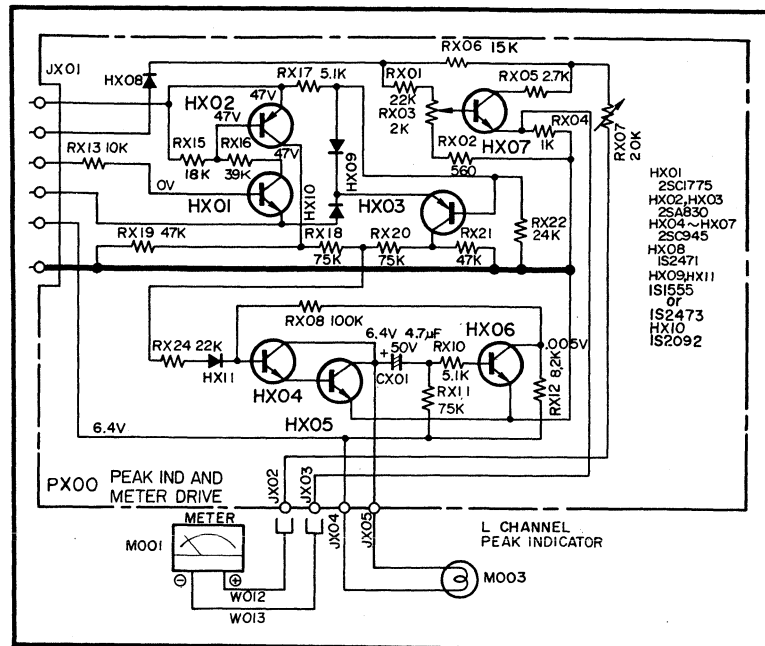 RX06 15K
JX01
HX08
RX17 5.1K
RX01
22K
RX05 2.7K
47V
HX02
47V
RX03
2K
RX04
1K
HX07
RX07
20K
RX13 10K
RX15
18K
RX16
39K
47V
HX09
RX02
560
0V
HX01
HX10
HX03
RX22
24K
RX19 47K
RX18
75K
RX20
75K
RX21
47K
HX01
2SC1775
HX02,HX03
2SA830
HX04~HX07
2SC945
HX08
IS2471
HX09,HX11
ISI555
or
IS2473
HX10
IS2092
RX08 100K
6.4V 4.7μF
+ 50V
CX01
RX10
5.1K
HX06
.005V
RX24 22K
HX11
HX04
HX05
RX11
75K
RX12 8.2K
6.4V
PX00 PEAK IND AND
METER DRIVE
JX02
JX03
JX04
JX05
METER
M001
⊖ ⊕
W012
W013
L CHANNEL
PEAK INDICATOR
M003